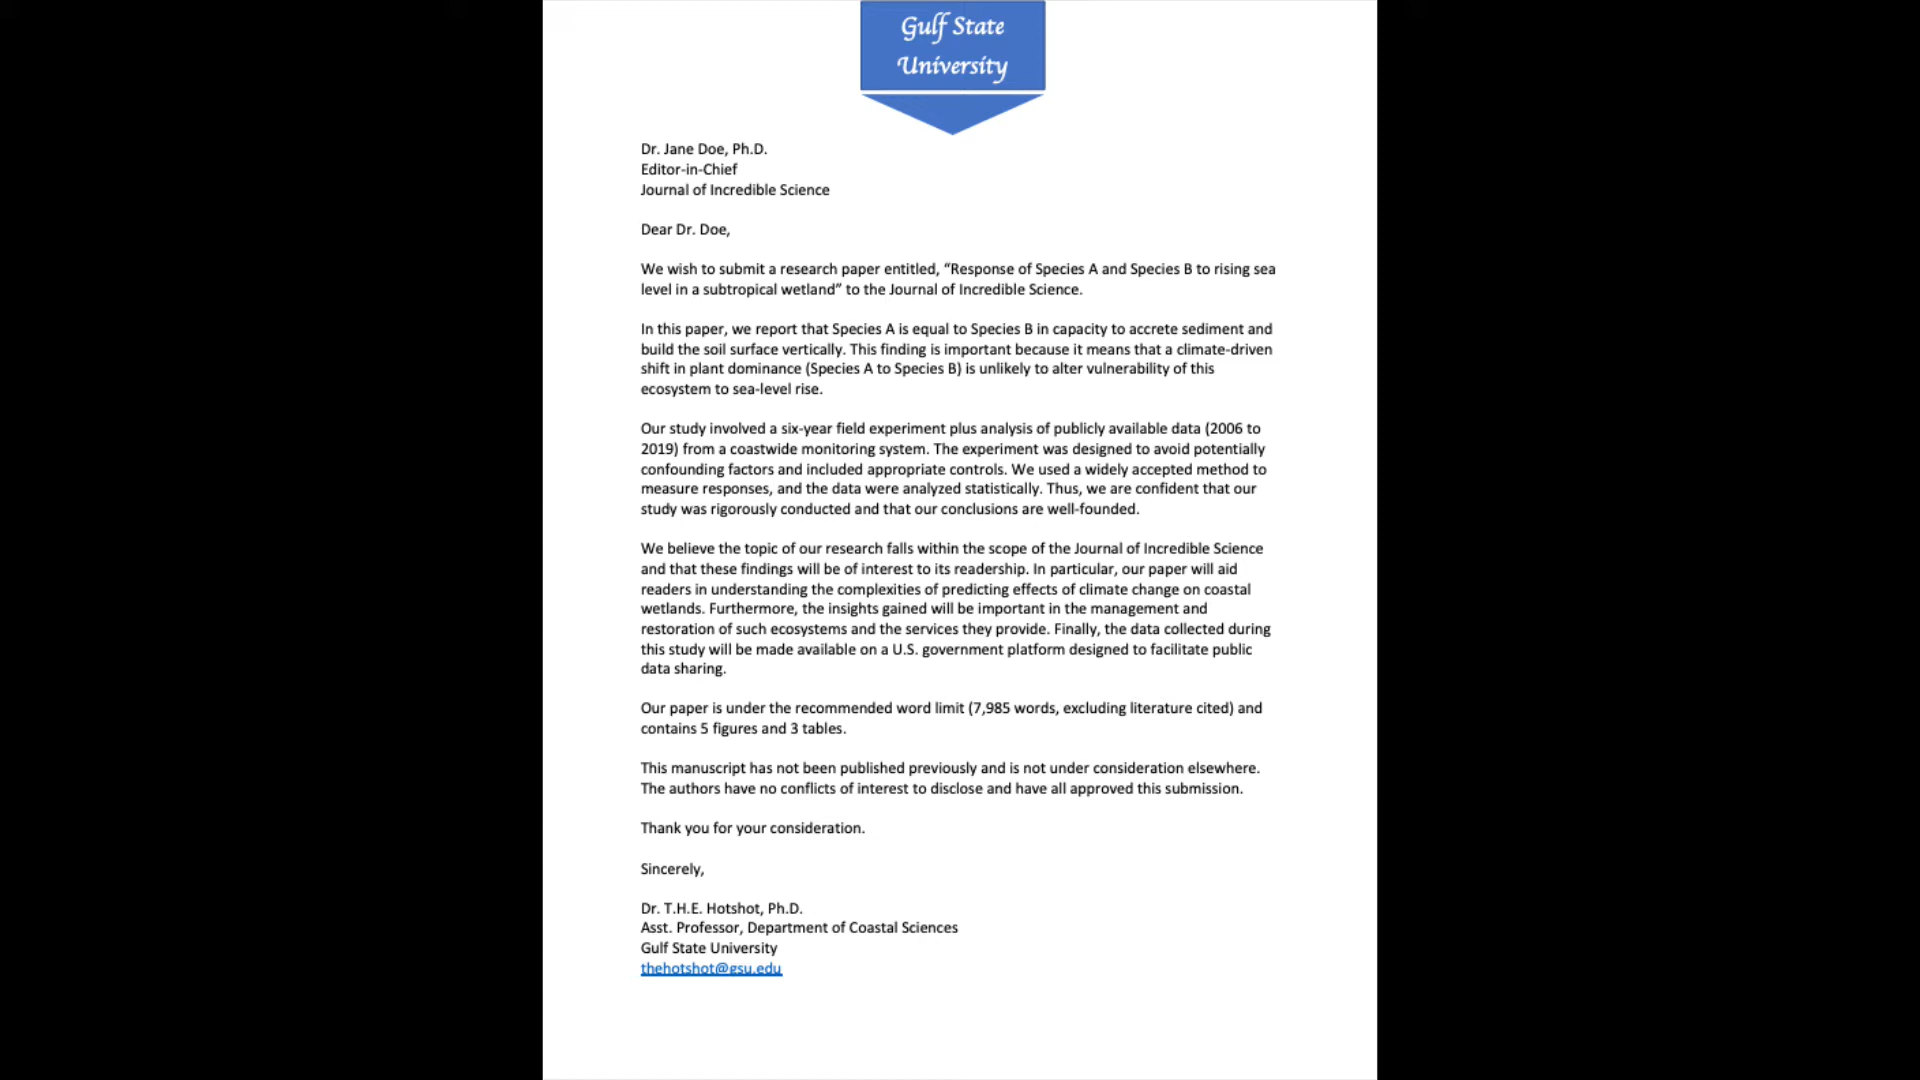 Gulf State
University
Dr. Jane Doe, Ph.D.
Editor-in-Chief
Journal of Incredible Science
Dear Dr. Doe,
We wish to submit a research paper entitled, “Response of Species A and Species B to rising sea
level in a subtropical wetland” to the Journal of Incredible Science.
In this paper, we report that Species A is equal to Species B in capacity to accrete sediment and
build the soil surface vertically. This finding is important because it means that a climate-driven
shift in plant dominance (Species A to Species B) is unlikely to alter vulnerability of this
ecosystem to sea-level rise.
Our study involved a six-year field experiment plus analysis of publicly available data (2006 to
2019) from a coastwide monitoring system. The experiment was designed to avoid potentially
confounding factors and included appropriate controls. We used a widely accepted method to
measure responses, and the data were analyzed statistically. Thus, we are confident that our
study was rigorously conducted and that our conclusions are well-founded.
We believe the topic of our research falls within the scope of the Journal of Incredible Science
and that these findings will be of interest to its readership. In particular, our paper will aid
readers in understanding the complexities of predicting effects of climate change on coastal
wetlands. Furthermore, the insights gained will be important in the management and
restoration of such ecosystems and the services they provide. Finally, the data collected during
this study will be made available on a U.S. government platform designed to facilitate public
data sharing.
Our paper is under the recommended word limit (7,985 words, excluding literature cited) and
contains 5 figures and 3 tables.
This manuscript has not been published previously and is not under consideration elsewhere.
The authors have no conflicts of interest to disclose and have all approved this submission.
Thank you for your consideration.
Sincerely,
Dr. T.H.E. Hotshot, Ph.D.
Asst. Professor, Department of Coastal Sciences
Gulf State University
thehotshot@gsu.edu